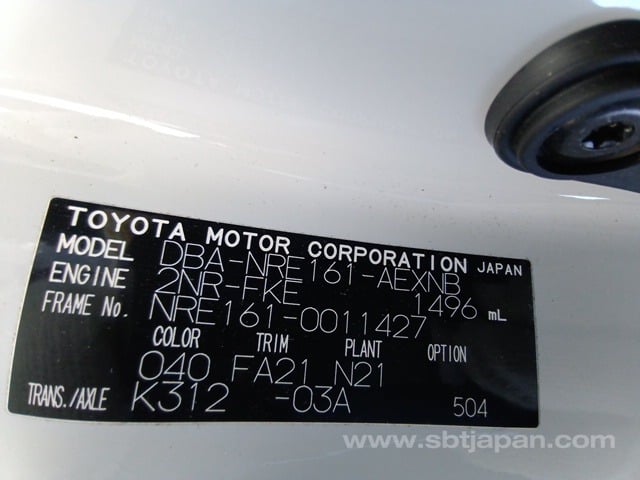 TOYOTA MOTOR CORPORATION JAPAN
MODEL DBA-NRE161-AEXNB
ENGINE 2NR-FKE 1496 mL
FRAME No. NRE161-0011427
COLOR TRIM PLANT OPTION
040 FA21 N21
TRANS./AXLE K312 -03A 504
www.sbtjapan.com